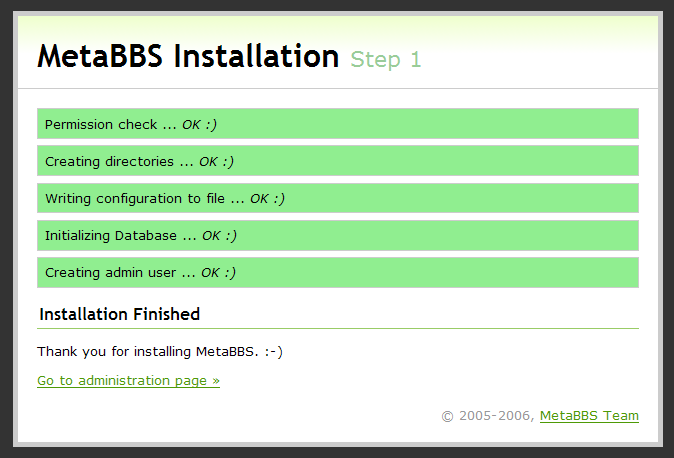 MetaBBS Installation Step 1
Permission check ... OK :)
Creating directories ... OK :)
Writing configuration to file ... OK :)
Initializing Database ... OK :)
Creating admin user ... OK :)
Installation Finished
Thank you for installing MetaBBS. :-)
Go to administration page »
© 2005-2006, MetaBBS Team